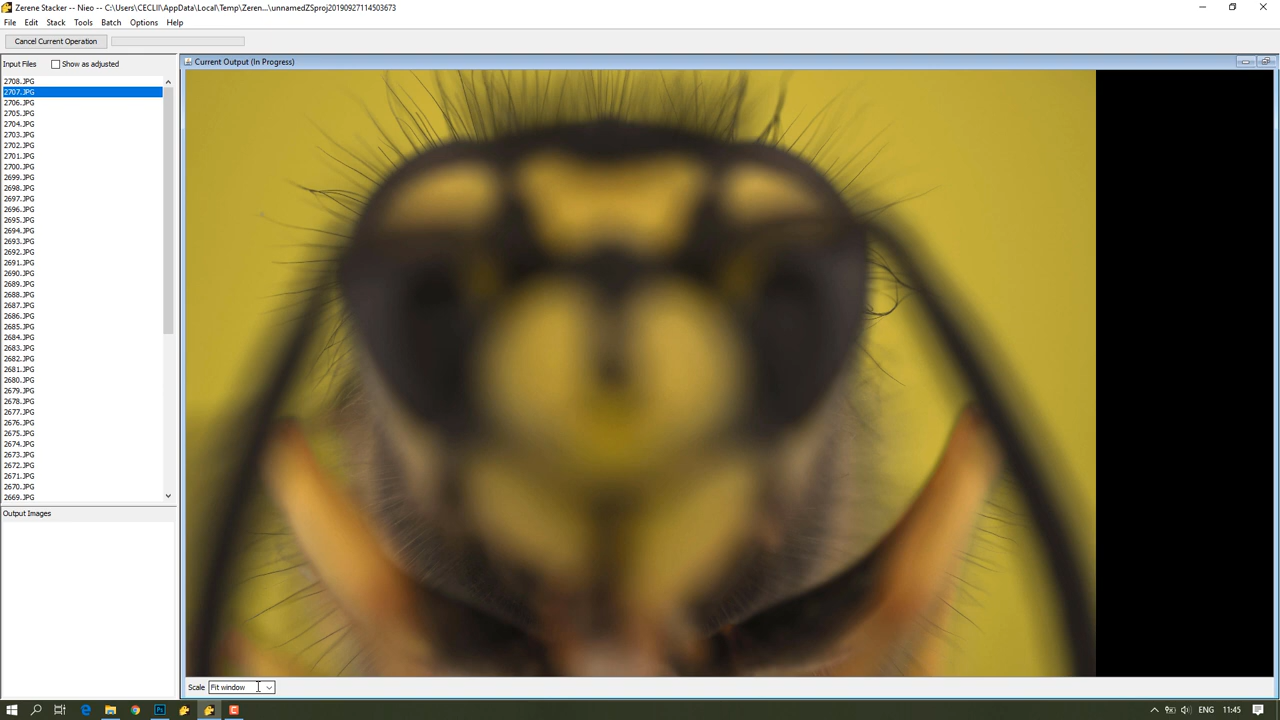 Zerene Stacker -- Nieo -- C:\Users\CECLII\AppData\Local\Temp\Zeren...\unnamedZSproj20190927114503673
File Edit Stack Tools Batch Options Help
Cancel Current Operation
Input Files Show as adjusted
Current Output (In Progress)
2708.JPG
2707.JPG
2706.JPG
2705.JPG
2704.JPG
2703.JPG
2702.JPG
2701.JPG
2700.JPG
2699.JPG
2698.JPG
2697.JPG
2696.JPG
2695.JPG
2694.JPG
2693.JPG
2692.JPG
2691.JPG
2690.JPG
2689.JPG
2688.JPG
2687.JPG
2686.JPG
2685.JPG
2684.JPG
2683.JPG
2682.JPG
2681.JPG
2680.JPG
2679.JPG
2678.JPG
2677.JPG
2676.JPG
2675.JPG
2674.JPG
2673.JPG
2672.JPG
2671.JPG
2670.JPG
2669.JPG
Output Images
Scale Fit window
Ps
ENG 11:45